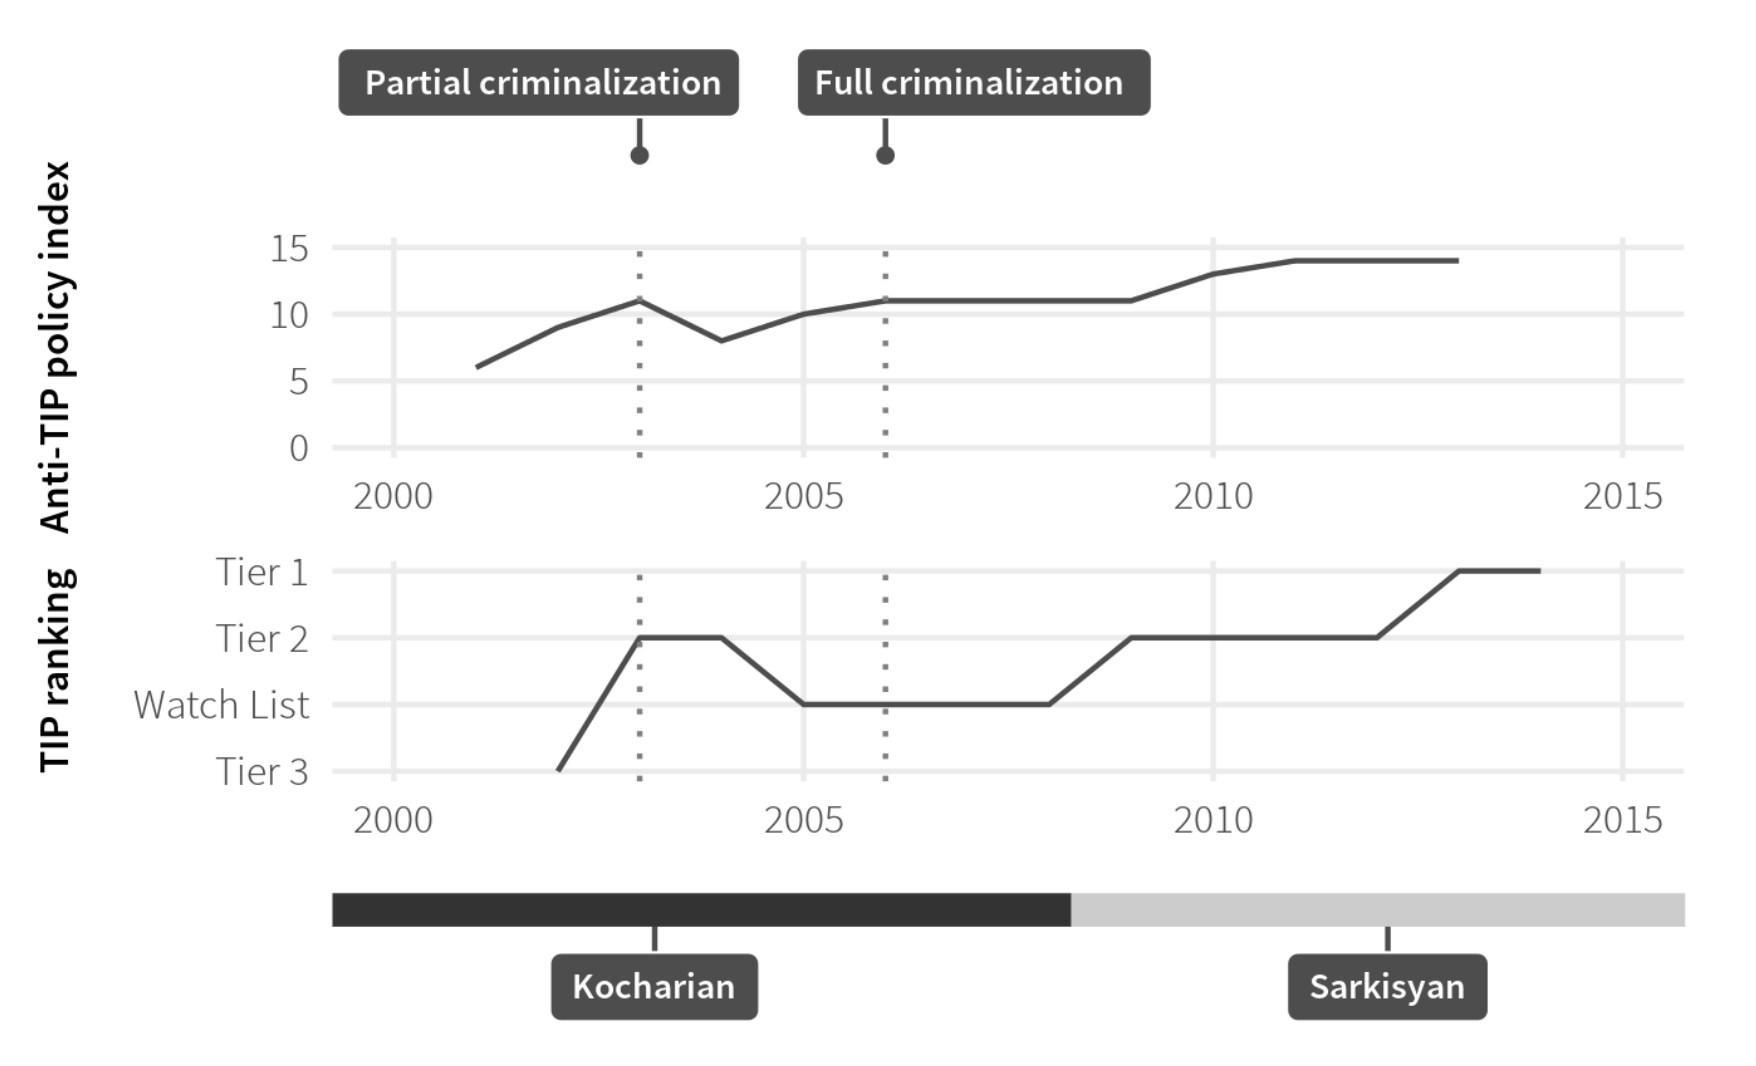 Partial criminalization
Full criminalization
Anti-TIP policy index
15
10
5
0
2000 2005 2010 2015
TIP ranking
Tier 1
Tier 2
Watch List
Tier 3
2000 2005 2010 2015
Kocharian
Sarkisyan